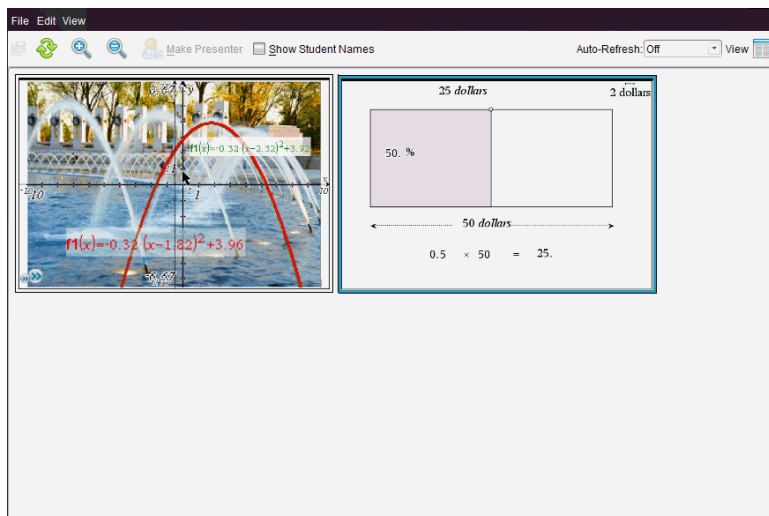 File Edit View
Make Presenter Show Student Names Auto-Refresh: Off View
8.67 y
f1(x)=-0.32·(x-2.32)²+3.92
x
-10 1 10
f1(x)=-0.32·(x-1.82)²+3.96
-6.67
25 dollars 2 dollars
50. %
50 dollars
0.5 × 50 = 25.